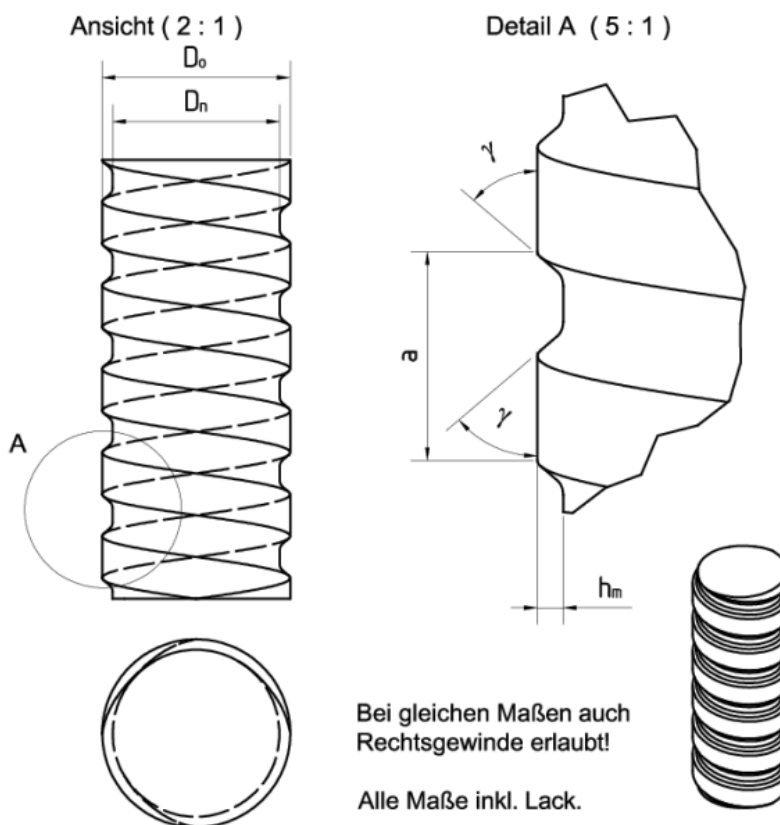 Ansicht ( 2 : 1 )
Detail A ( 5 : 1 )
Dₒ
Dₙ
γ
a
γ
A
hₘ
Bei gleichen Maßen auch
Rechtsgewinde erlaubt!
Alle Maße inkl. Lack.